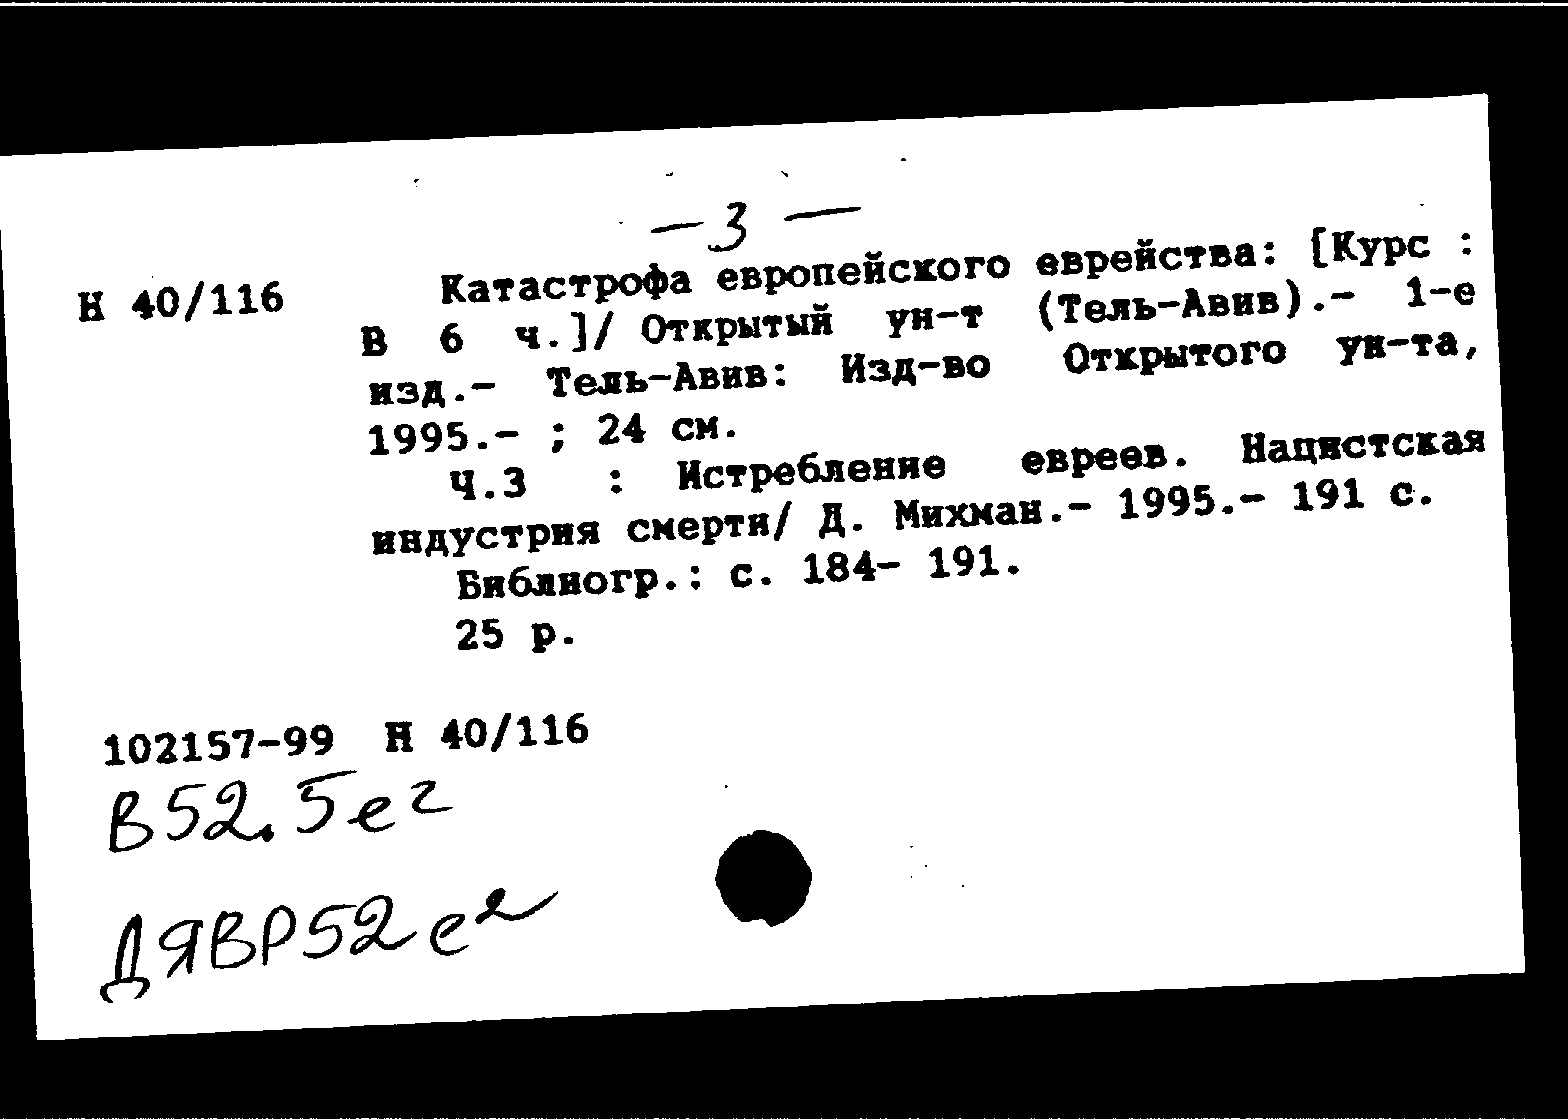 — 3 —
Н 40/116 Катастрофа европейского еврейства: [Курс :
В 6 ч.]/ Открытый ун-т (Тель-Авив).- 1-е
изд.- Тель-Авив: Изд-во Открытого ун-та,
1995.- ; 24 см.
Ч.3 : Истребление евреев. Нацистская
индустрия смерти/ Д. Михман.- 1995.- 191 с.
Библиогр.: с. 184- 191.
25 р.
102157-99 Н 40/116
В52.5е2
ДЯВР52е2